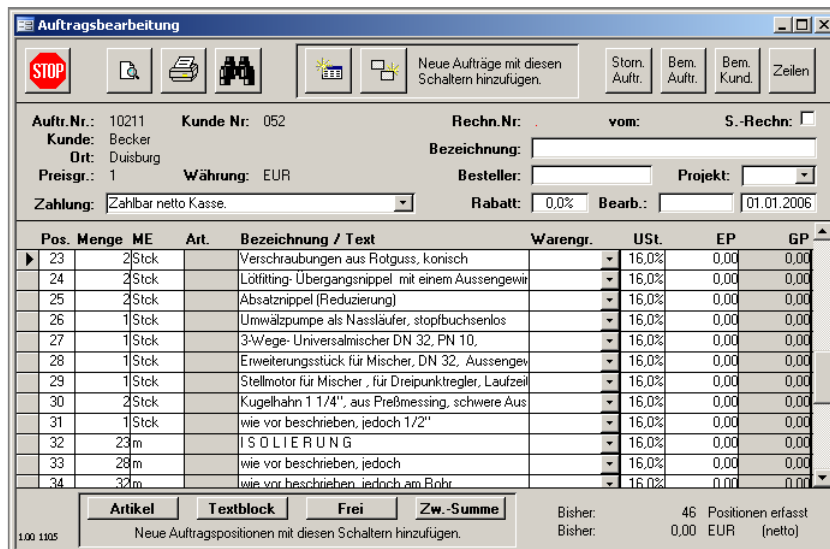 Auftragsbearbeitung
STOP
Neue Aufträge mit diesen
Schaltern hinzufügen.
Storn.
Auftr.
Bem.
Auftr.
Bem.
Kund.
Zeilen
Auftr.Nr.: 10211 Kunde Nr: 052 Rechn.Nr: . vom: S.-Rechn:
Kunde: Becker
Ort: Duisburg
Bezeichnung:
Preisgr.: 1 Währung: EUR Besteller: Projekt:
Zahlung: Zahlbar netto Kasse. Rabatt: 0,0% Bearb.: 01.01.2006
Pos. Menge ME Art. Bezeichnung / Text Warengr. USt. EP GP
23 2 Stck Verschraubungen aus Rotguss, konisch 16,0% 0,00 0,00
24 2 Stck Lötfitting- Übergangsnippel mit einem Aussengewir 16,0% 0,00 0,00
25 2 Stck Absatznippel (Reduzierung) 16,0% 0,00 0,00
26 1 Stck Umwälzpumpe als Nassläufer, stopfbuchsenlos 16,0% 0,00 0,00
27 1 Stck 3-Wege- Universalmischer DN 32, PN 10, 16,0% 0,00 0,00
28 1 Stck Erweiterungsstück für Mischer, DN 32, Aussengew 16,0% 0,00 0,00
29 1 Stck Stellmotor für Mischer , für Dreipunktregler, Laufzeit 16,0% 0,00 0,00
30 2 Stck Kugelhahn 1 1/4", aus Preßmessing, schwere Aus 16,0% 0,00 0,00
31 1 Stck wie vor beschrieben, jedoch 1/2" 16,0% 0,00 0,00
32 23 m I S O L I E R U N G 16,0% 0,00 0,00
33 28 m wie vor beschrieben, jedoch 16,0% 0,00 0,00
34 32 m wie vor beschrieben, jedoch am Rohr 16,0% 0,00 0,00
Artikel Textblock Frei Zw.-Summe
Bisher: 46 Positionen erfasst
1.00 1105 Neue Auftragspositionen mit diesen Schaltern hinzufügen.
Bisher: 0,00 EUR (netto)